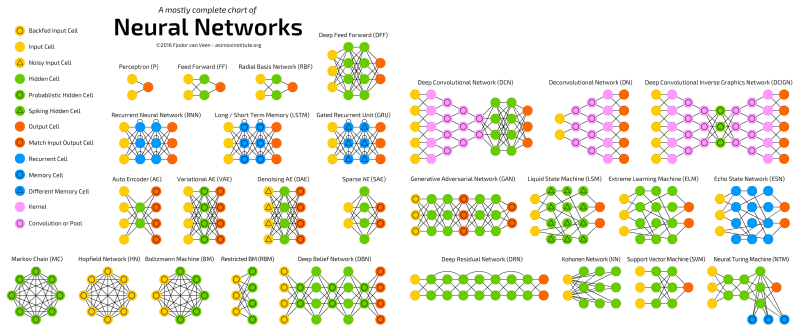 A mostly complete chart of
Neural Networks
©2016 Fjodor van Veen - asimovinstitute.org
Backfed Input Cell
Input Cell
Noisy Input Cell
Hidden Cell
Probablistic Hidden Cell
Spiking Hidden Cell
Output Cell
Match Input Output Cell
Recurrent Cell
Memory Cell
Different Memory Cell
Kernel
Convolution or Pool
Perceptron (P)
Feed Forward (FF)
Radial Basis Network (RBF)
Deep Feed Forward (DFF)
Recurrent Neural Network (RNN)
Long / Short Term Memory (LSTM)
Gated Recurrent Unit (GRU)
Auto Encoder (AE)
Variational AE (VAE)
Denoising AE (DAE)
Sparse AE (SAE)
Markov Chain (MC)
Hopfield Network (HN)
Boltzmann Machine (BM)
Restricted BM (RBM)
Deep Belief Network (DBN)
Deep Convolutional Network (DCN)
Deconvolutional Network (DN)
Deep Convolutional Inverse Graphics Network (DCIGN)
Generative Adversarial Network (GAN)
Liquid State Machine (LSM)
Extreme Learning Machine (ELM)
Echo State Network (ESN)
Deep Residual Network (DRN)
Kohonen Network (KN)
Support Vector Machine (SVM)
Neural Turing Machine (NTM)